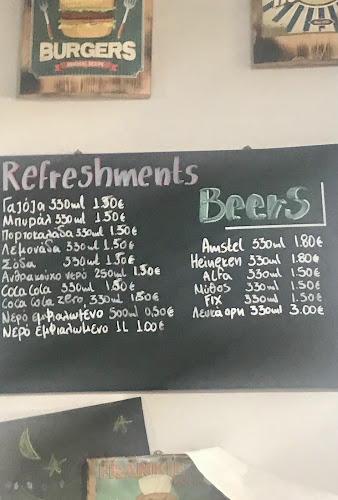 BURGERS
ORIGINAL RECIPE
Refreshments
Γαζόζα 330ml 1.50€
Μπυράλ 330ml 1.50€
Πορτοκαλάδα 330ml 1.50€
Λεμονάδα 330ml 1.50€
Σόδα 330ml 1.50€
Ανθρακούχο νερό 250ml 1.50€
Coca Cola 330ml 1.50€
Coca Cola zero, 330ml 1.50€
Νερό εμφιαλωμένο 500ml 0,50€
Νερό εμφιαλωμένο 1L 1.00€
Beers
Amstel 330ml 1.80€
Heineken 330ml 1.80€
Alfa 330ml 1.50€
Μύθος 330ml 1.50€
FIX 330ml 1.50€
Λευκάρη 330ml 3.00€